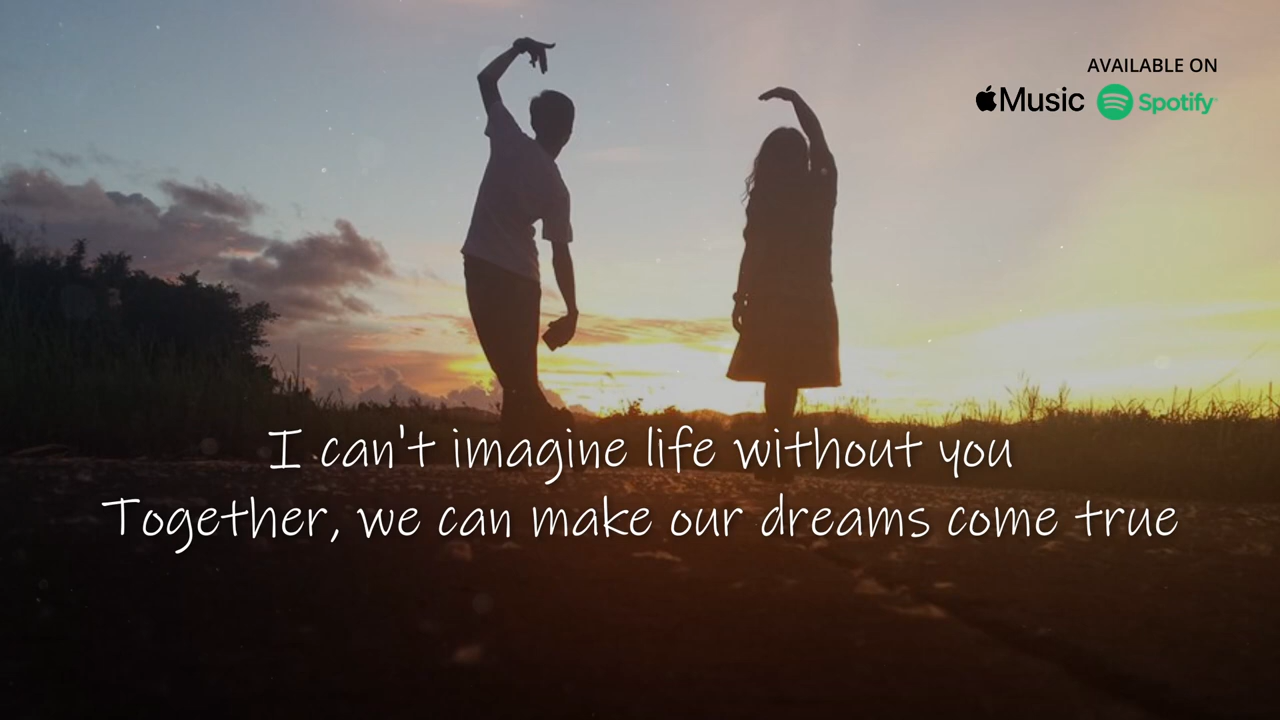 AVAILABLE ON
Music Spotify
I can't imagine life without you
Together, we can make our dreams come true